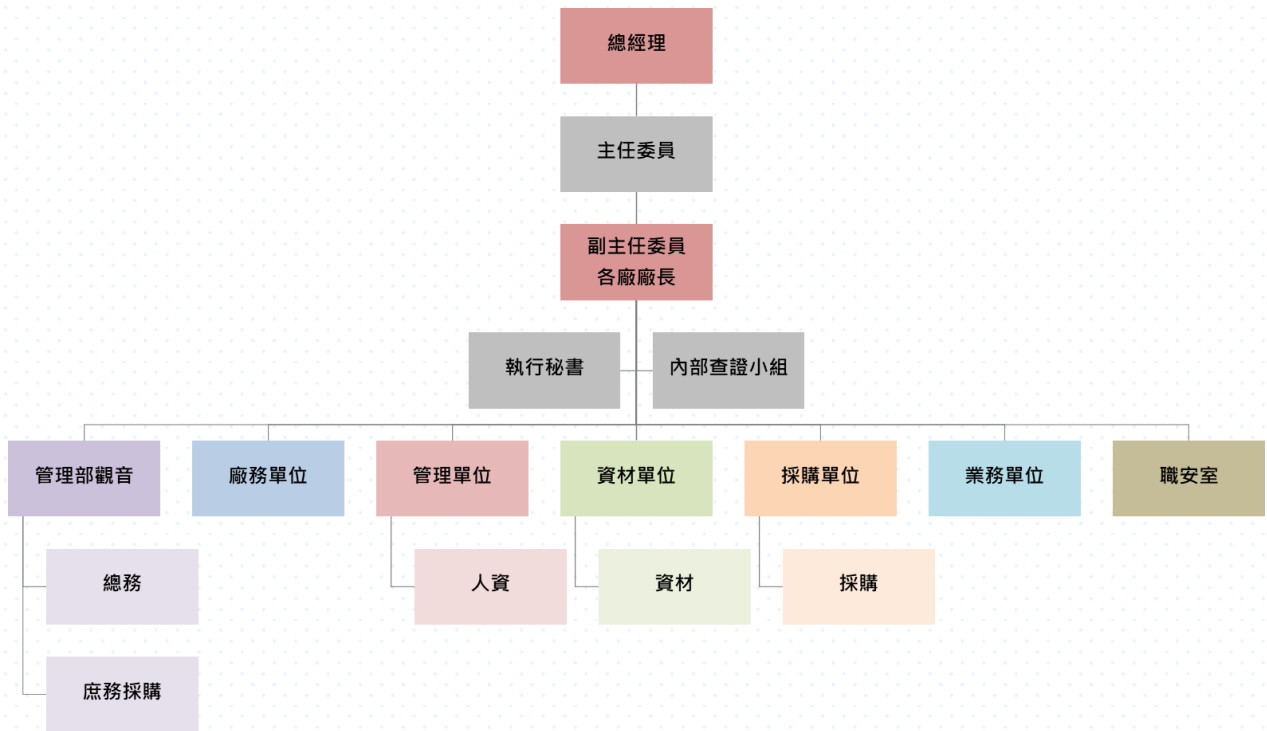 總經理
主任委員
副主任委員
各廠廠長
執行秘書
內部查證小組
管理部觀音
廠務單位
管理單位
資材單位
採購單位
業務單位
職安室
總務
人資
資材
採購
庶務採購